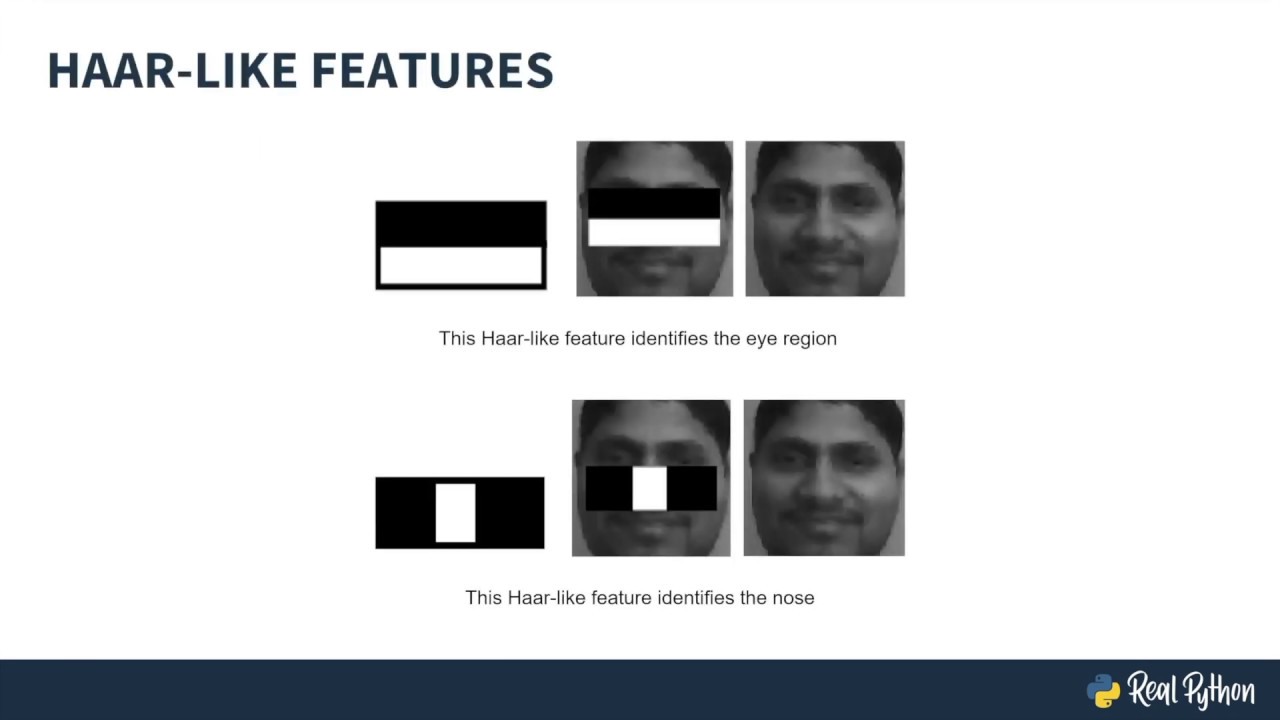 HAAR-LIKE FEATURES
This Haar-like feature identifies the eye region
This Haar-like feature identifies the nose
Real Python